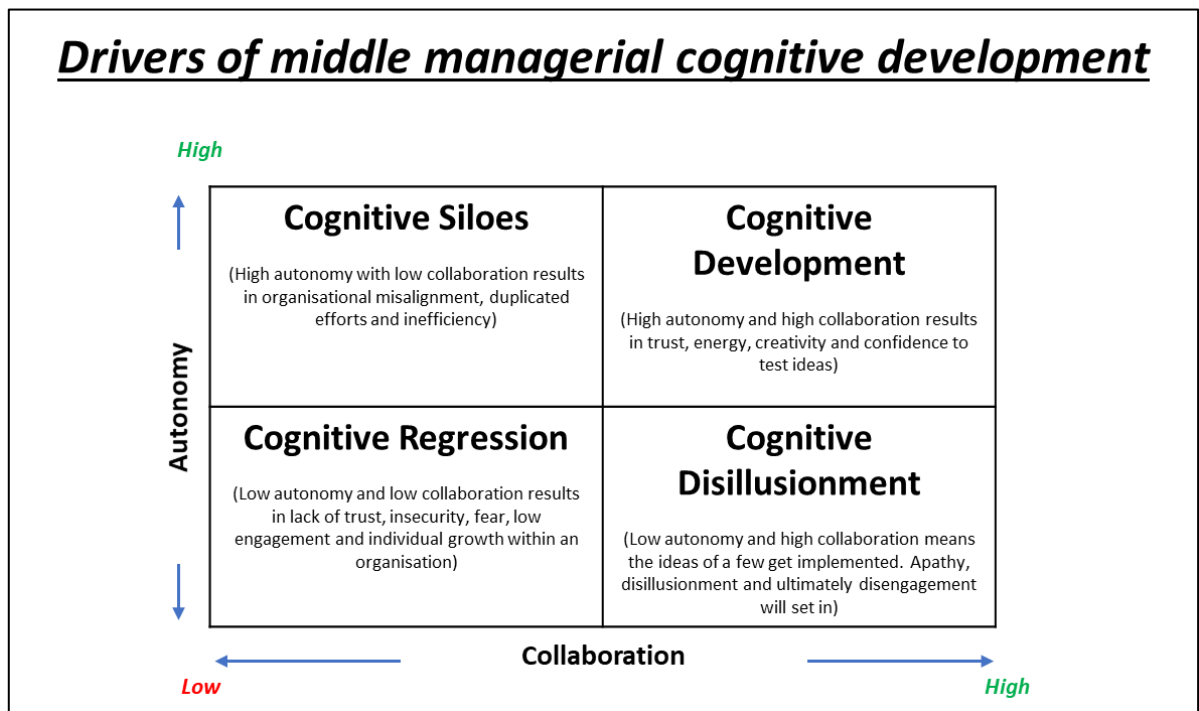 Drivers of middle managerial cognitive development
High
Cognitive Siloes
(High autonomy with low collaboration results
in organisational misalignment, duplicated
efforts and inefficiency)
Cognitive
Development
(High autonomy and high collaboration results
in trust, energy, creativity and confidence to
test ideas)
Autonomy
Cognitive Regression
(Low autonomy and low collaboration results
in lack of trust, insecurity, fear, low
engagement and individual growth within an
organisation)
Cognitive
Disillusionment
(Low autonomy and high collaboration means
the ideas of a few get implemented. Apathy,
disillusionment and ultimately disengagement
will set in)
Collaboration
Low
High